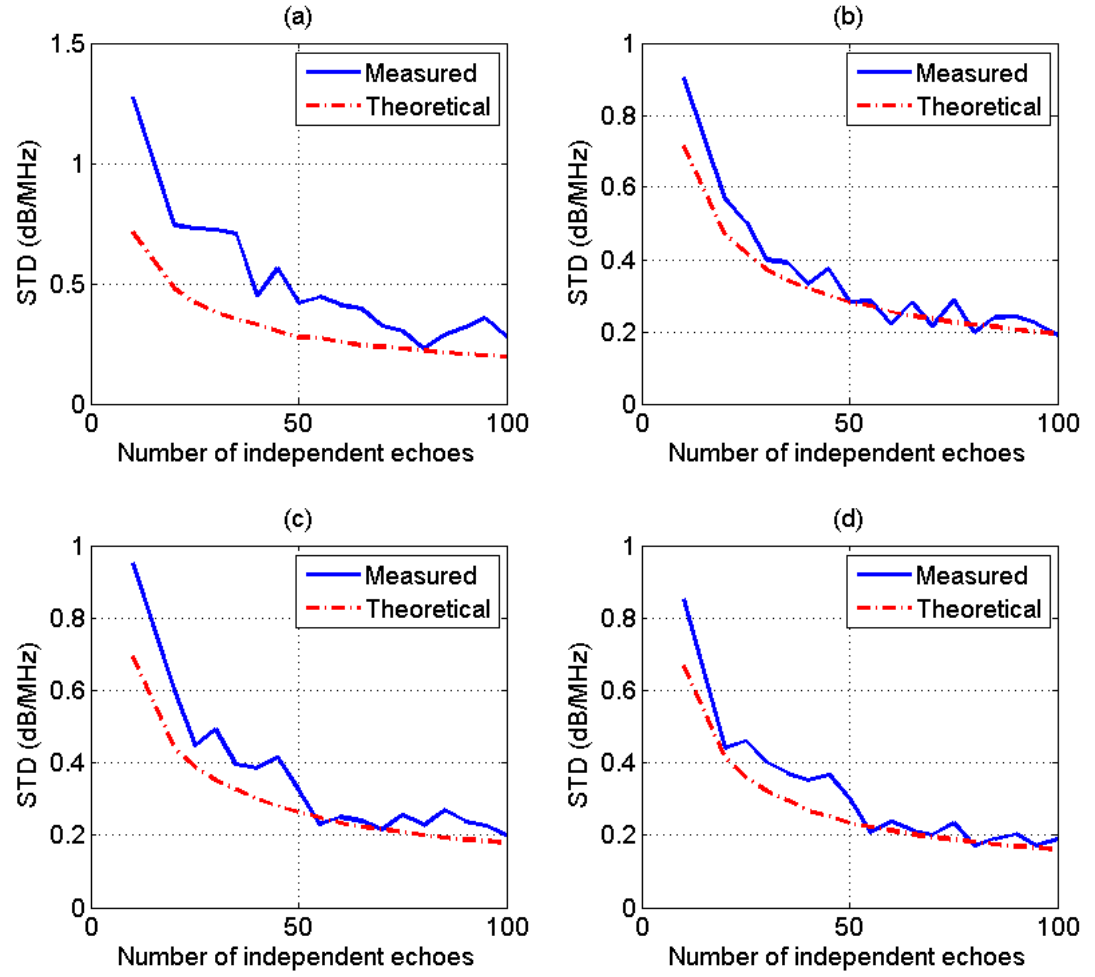 (a)
1.5
1
0.5
0
0 50 100
STD (dB/MHz)
Number of independent echoes
Measured
Theoretical
(b)
1
0.8
0.6
0.4
0.2
0
0 50 100
STD (dB/MHz)
Number of independent echoes
Measured
Theoretical
(c)
1
0.8
0.6
0.4
0.2
0
0 50 100
STD (dB/MHz)
Number of independent echoes
Measured
Theoretical
(d)
1
0.8
0.6
0.4
0.2
0
0 50 100
STD (dB/MHz)
Number of independent echoes
Measured
Theoretical